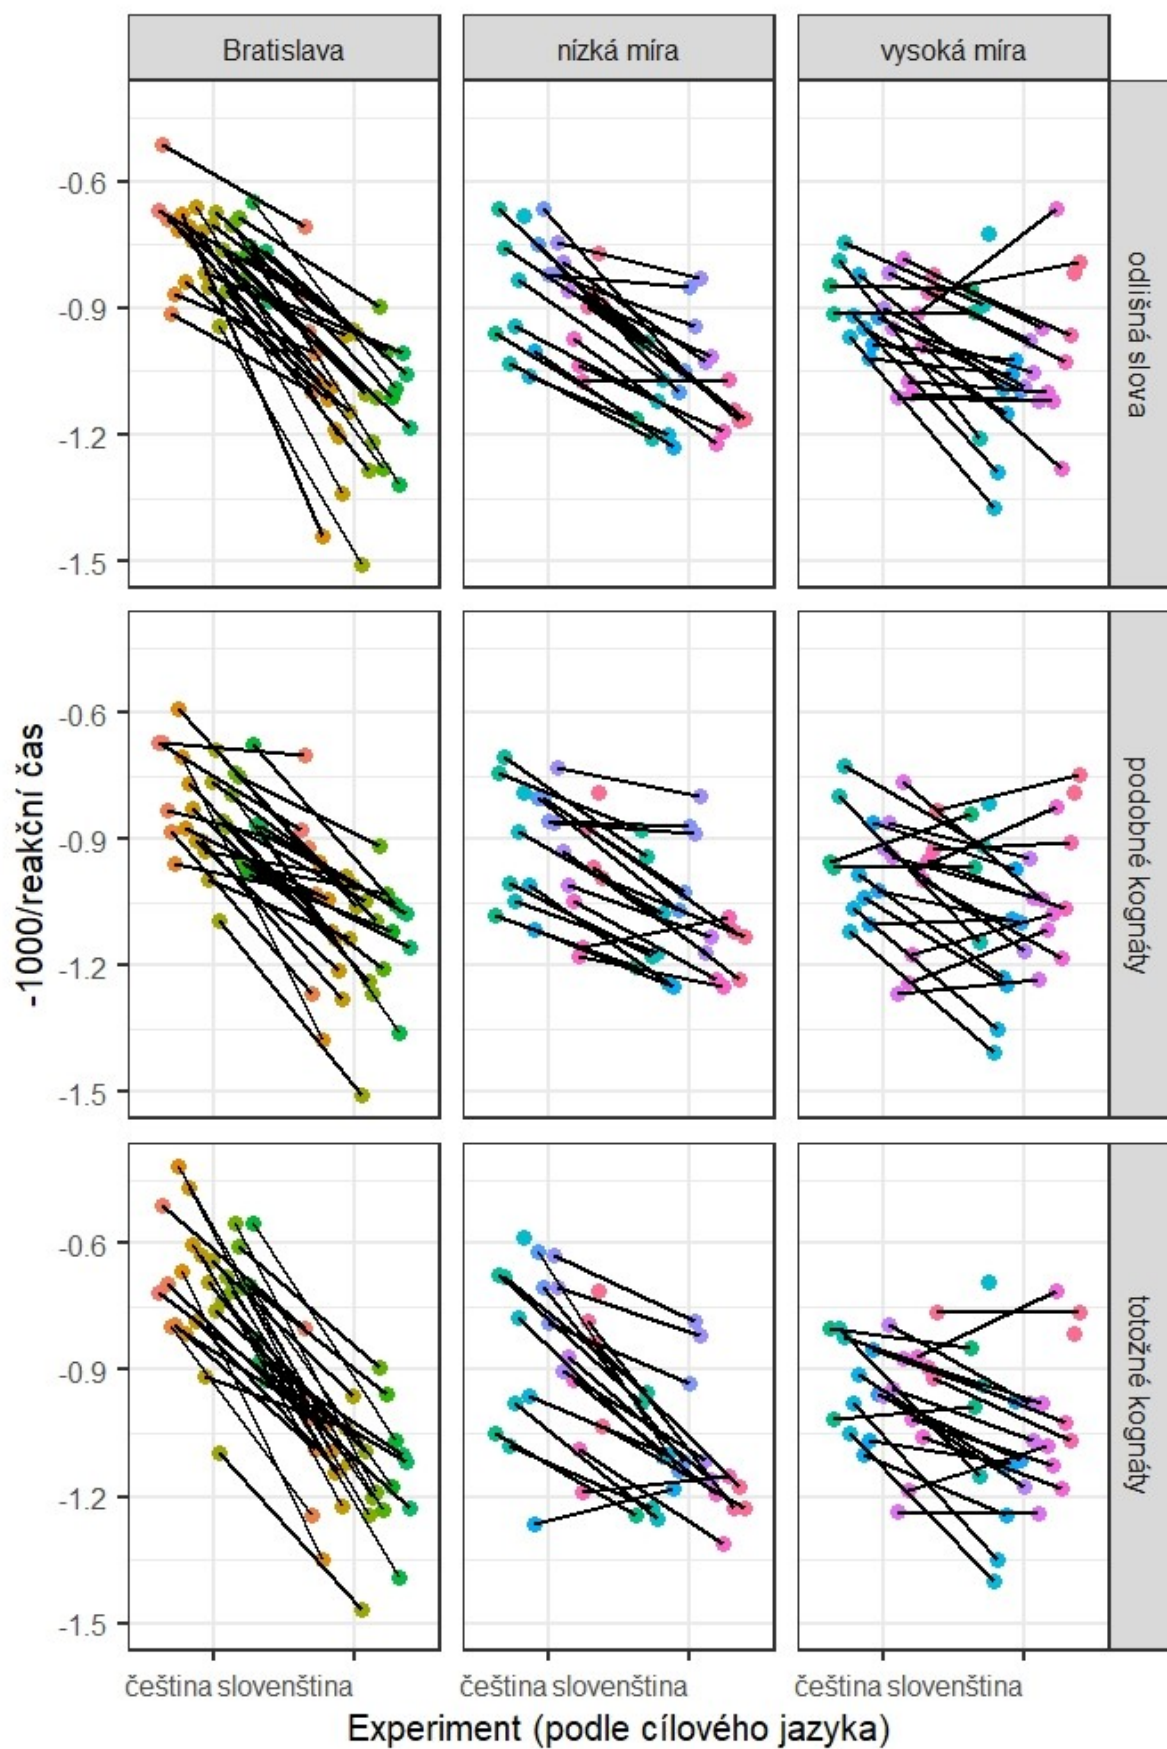 Bratislava nízká míra vysoká míra
-0.6
-0.9
-1.2
-1.5
odlišná slova
-0.6
-0.9
-1.2
-1.5
podobné kognáty
-1000/reakční čas
-0.6
-0.9
-1.2
-1.5
totožné kognáty
čeština slovenština čeština slovenština čeština slovenština
Experiment (podle cílového jazyka)